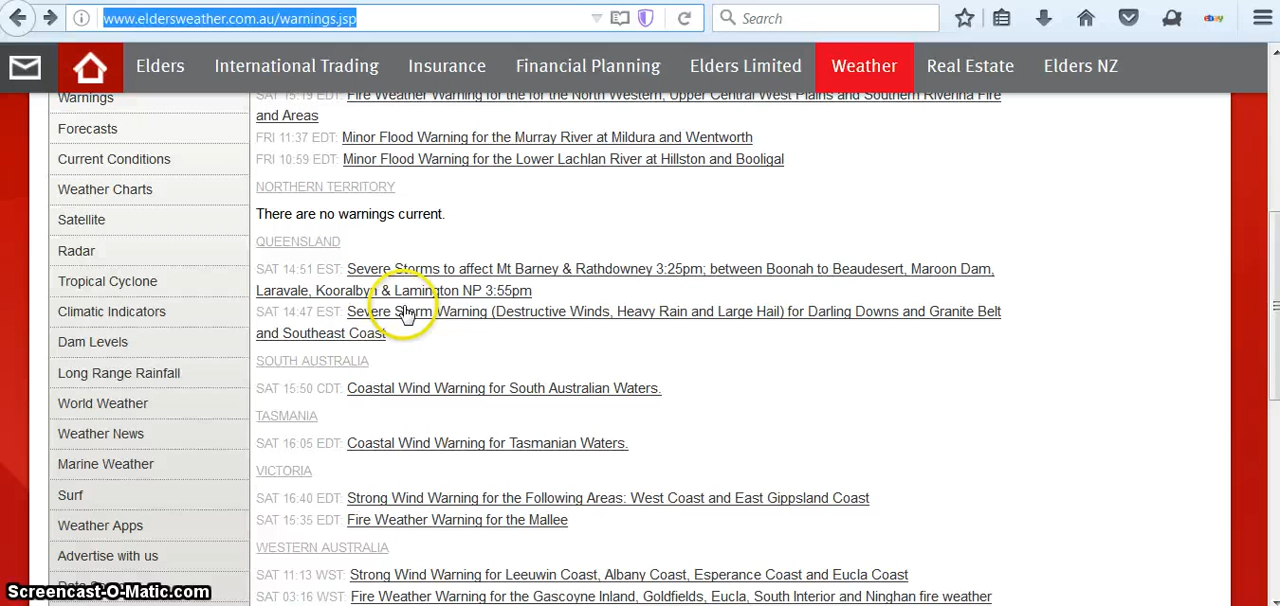 www.eldersweather.com.au/warnings.jsp
Search
ebay
Elders
International Trading
Insurance
Financial Planning
Elders Limited
Weather
Real Estate
Elders NZ
Warnings
Forecasts
Current Conditions
Weather Charts
Satellite
Radar
Tropical Cyclone
Climatic Indicators
Dam Levels
Long Range Rainfall
World Weather
Weather News
Marine Weather
Surf
Weather Apps
Advertise with us
SAT 15:19 EDT: Fire Weather Warning for the for the North Western, Upper Central West Plains and Southern Riverina Fire
and Areas
FRI 11:37 EDT: Minor Flood Warning for the Murray River at Mildura and Wentworth
FRI 10:59 EDT: Minor Flood Warning for the Lower Lachlan River at Hillston and Booligal
NORTHERN TERRITORY
There are no warnings current.
QUEENSLAND
SAT 14:51 EST: Severe Storms to affect Mt Barney & Rathdowney 3:25pm; between Boonah to Beaudesert, Maroon Dam,
Laravale, Kooralbyn & Lamington NP 3:55pm
SAT 14:47 EST: Severe Storm Warning (Destructive Winds, Heavy Rain and Large Hail) for Darling Downs and Granite Belt
and Southeast Coast
SOUTH AUSTRALIA
SAT 15:50 CDT: Coastal Wind Warning for South Australian Waters.
TASMANIA
SAT 16:05 EDT: Coastal Wind Warning for Tasmanian Waters.
VICTORIA
SAT 16:40 EDT: Strong Wind Warning for the Following Areas: West Coast and East Gippsland Coast
SAT 15:35 EDT: Fire Weather Warning for the Mallee
WESTERN AUSTRALIA
SAT 11:13 WST: Strong Wind Warning for Leeuwin Coast, Albany Coast, Esperance Coast and Eucla Coast
SAT 03:16 WST: Fire Weather Warning for the Gascoyne Inland, Goldfields, Eucla, South Interior and Ninghan fire weather
Screencast-O-Matic.com